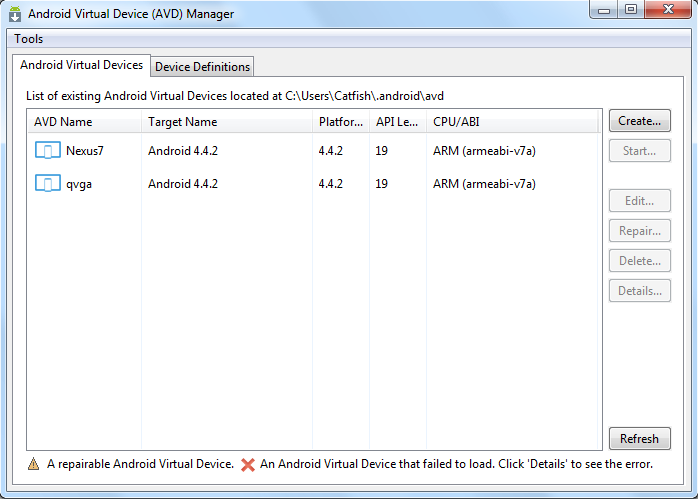 Android Virtual Device (AVD) Manager
Tools
Android Virtual Devices Device Definitions
List of existing Android Virtual Devices located at C:\Users\Catfish\.android\avd
AVD Name Target Name Platfor... API Le... CPU/ABI Create...
Nexus7 Android 4.4.2 4.4.2 19 ARM (armeabi-v7a) Start...
qvga Android 4.4.2 4.4.2 19 ARM (armeabi-v7a)
Edit...
Repair...
Delete...
Details...
Refresh
A repairable Android Virtual Device. An Android Virtual Device that failed to load. Click 'Details' to see the error.